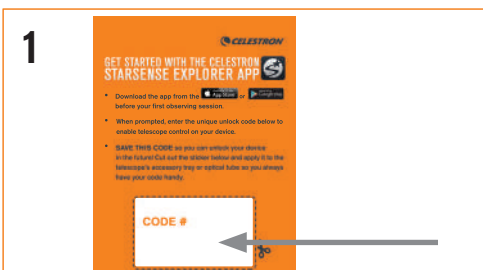 1
CELESTRON
GET STARTED WITH THE CELESTRON
STARSENSE EXPLORER APP
• Download the app from the App Store or Google Play
before your first observing session.
• When prompted, enter the unique unlock code below to
enable telescope control on your device.
• SAVE THIS CODE so you can unlock your device
in the future! Cut out the sticker below and apply it to the
telescope's accessory tray or optical tube so you always
have your code handy.
CODE #